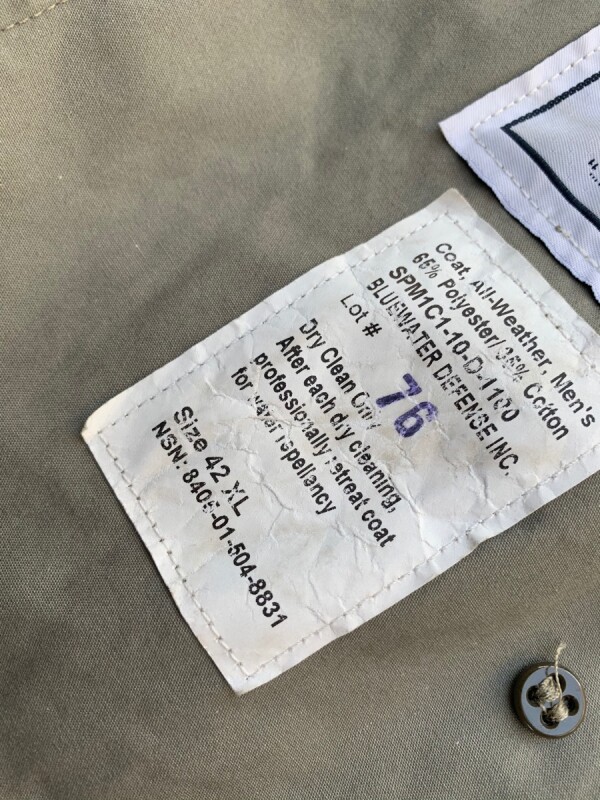 Coat, All-Weather, Men's
65% Polyester/35% Cotton
SPM1C1-10-D-1100
BLUEWATER DEFENSE INC.
Lot # 76
Dry Clean Only
After each dry cleaning,
professionally retreat coat
for water repellancy
Size 42 XL
NSN: 8405-01-504-8831